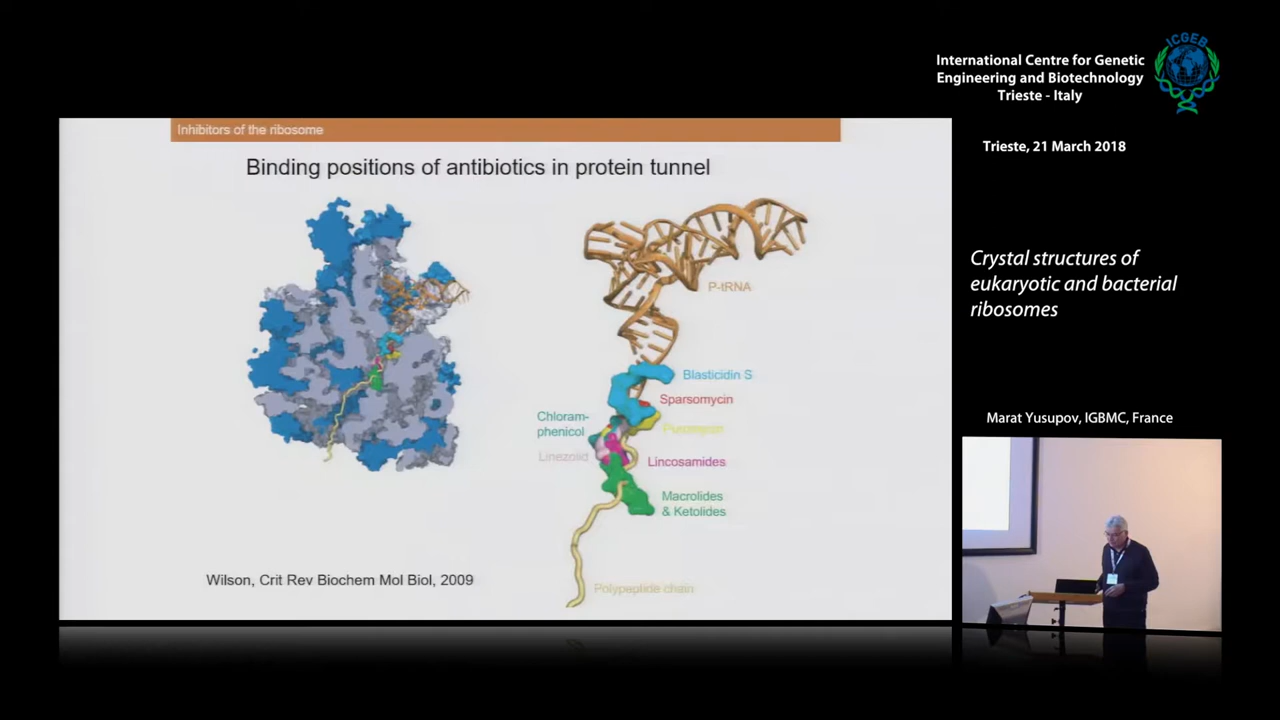 ICGEB
International Centre for Genetic
Engineering and Biotechnology
Trieste - Italy
Trieste, 21 March 2018
Crystal structures of
eukaryotic and bacterial
ribosomes
Marat Yusupov, IGBMC, France
Inhibitors of the ribosome
Binding positions of antibiotics in protein tunnel
P-tRNA
Blasticidin S
Sparsomycin
Puromycin
Chloram-
phenicol
Linezolid
Lincosamides
Macrolides
& Ketolides
Polypeptide chain
Wilson, Crit Rev Biochem Mol Biol, 2009